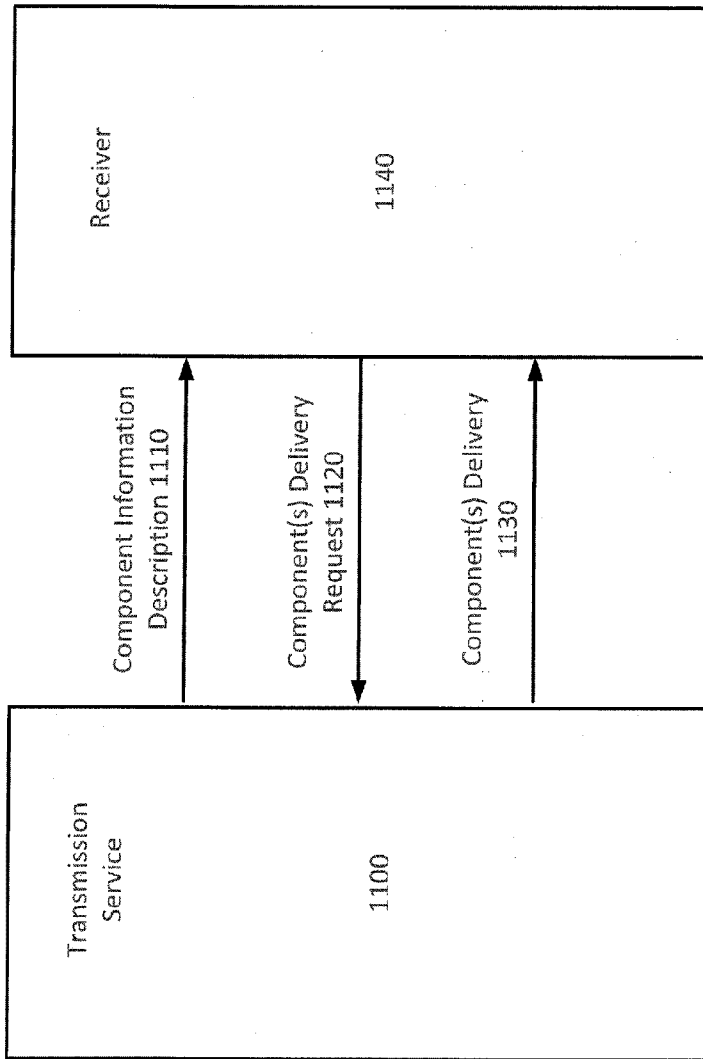 Transmission
Service
1100
Component Information
Description 1110
Component(s) Delivery
Request 1120
Component(s) Delivery
1130
Receiver
1140